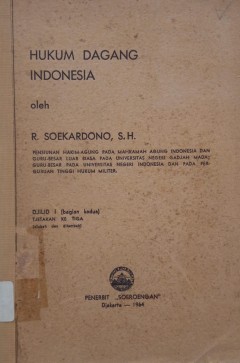 HUKUM DAGANG
INDONESIA
oleh
R. SOEKARDONO, S.H.
PENSIUNAN HAKIM-AGUNG PADA MAHKAMAH AGUNG INDONESIA DAN
GURU-BESAR LUAR BIASA PADA UNIVERSITAS NEGERI GADJAH MADA;
GURU-BESAR PADA UNIVERSITAS NEGERI INDONESIA DAN PADA PER-
GURUAN TINGGI HUKUM MILITER.
DJILID I (bagian kedua)
TJETAKAN KE TIGA
PENERBIT „SOEROENGAN"
Djakarta — 1964